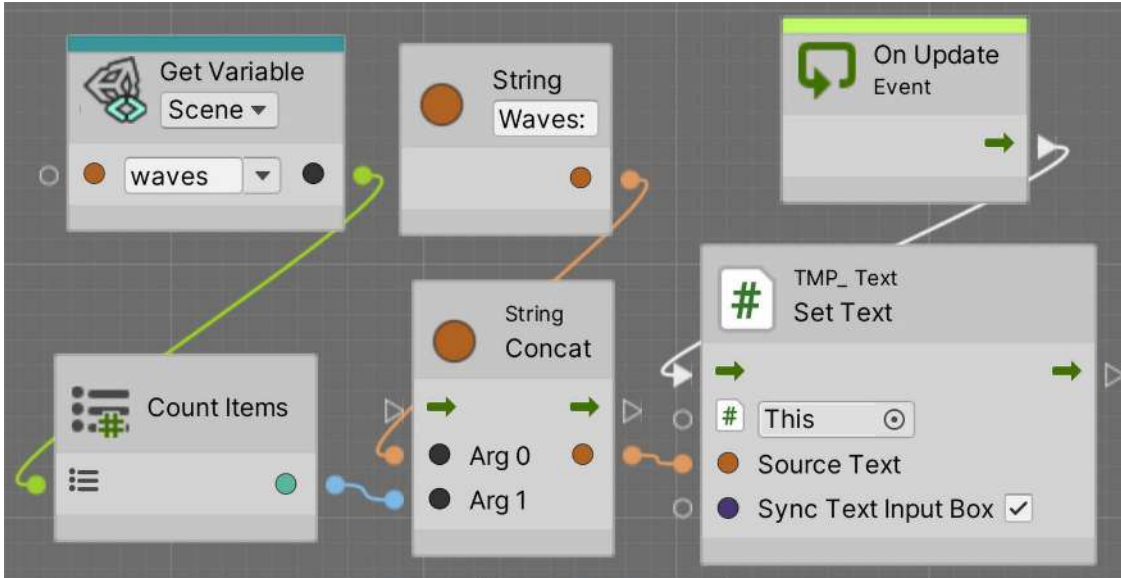 Get Variable
Scene
waves
String
Waves:
On Update
Event
Count Items
String
Concat
Arg 0
Arg 1
TMP_ Text
Set Text
This
Source Text
Sync Text Input Box